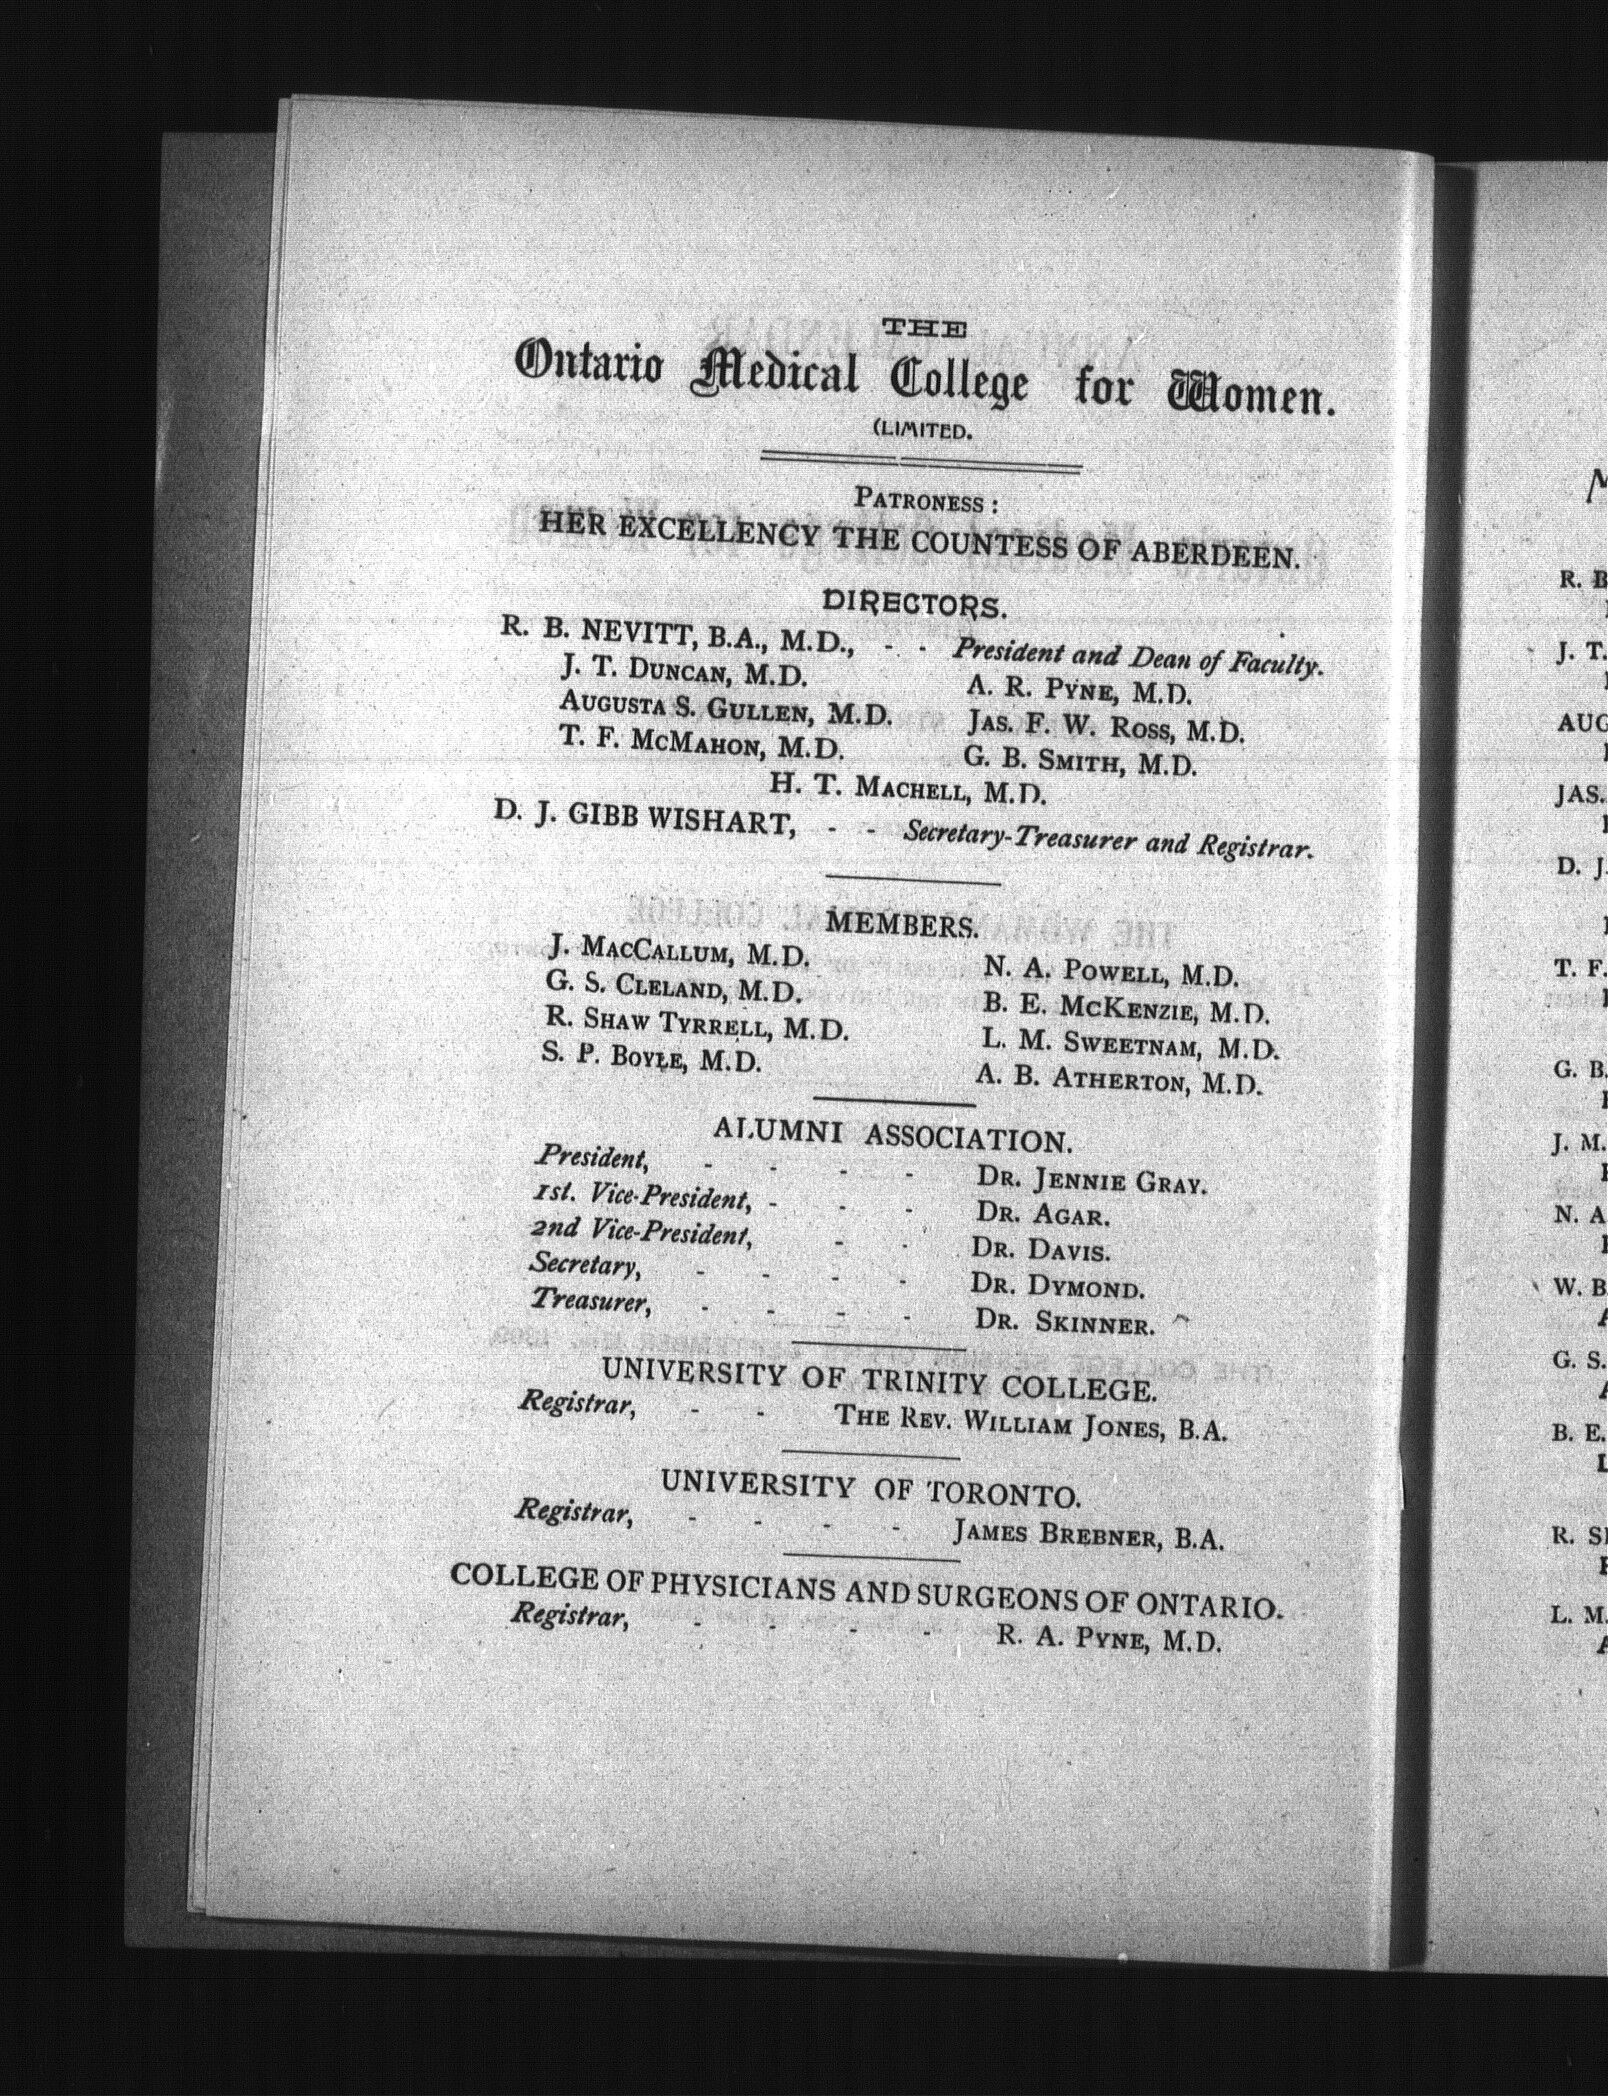 THE
Ontario Medical College for Women.
(LIMITED.
PATRONESS:
HER EXCELLENCY THE COUNTESS OF ABERDEEN.
DIRECTORS.
R. B. NEVITT, B.A., M.D., - - President and Dean of Faculty.
J. T. DUNCAN, M.D. A. R. PYNE, M.D.
AUGUSTA S. GULLEN, M.D. JAS. F. W. ROSS, M.D.
T. F. MCMAHON, M.D. G. B. SMITH, M.D.
H. T. MACHELL, M.D.
D. J. GIBB WISHART, - - Secretary-Treasurer and Registrar.
MEMBERS.
J. MACCALLUM, M.D. N. A. POWELL, M.D.
G. S. CLELAND, M.D. B. E. MCKENZIE, M.D.
R. SHAW TYRRELL, M.D. L. M. SWEETNAM, M.D.
S. P. BOYLE, M.D. A. B. ATHERTON, M.D.
ALUMNI ASSOCIATION.
President, - - - - DR. JENNIE GRAY.
1st. Vice-President, - - - DR. AGAR.
2nd Vice-President, - - DR. DAVIS.
Secretary, - - - - DR. DYMOND.
Treasurer, - - - - DR. SKINNER.
UNIVERSITY OF TRINITY COLLEGE.
Registrar, - - THE REV. WILLIAM JONES, B.A.
UNIVERSITY OF TORONTO.
Registrar, - - - - JAMES BREBNER, B.A.
COLLEGE OF PHYSICIANS AND SURGEONS OF ONTARIO.
Registrar, - - - - R. A. PYNE, M.D.
R. B
J. T.
AUG
JAS.
D. J.
T. F.
G. B.
J. M.
N. A
W. B
G. S.
B. E.
L. M.